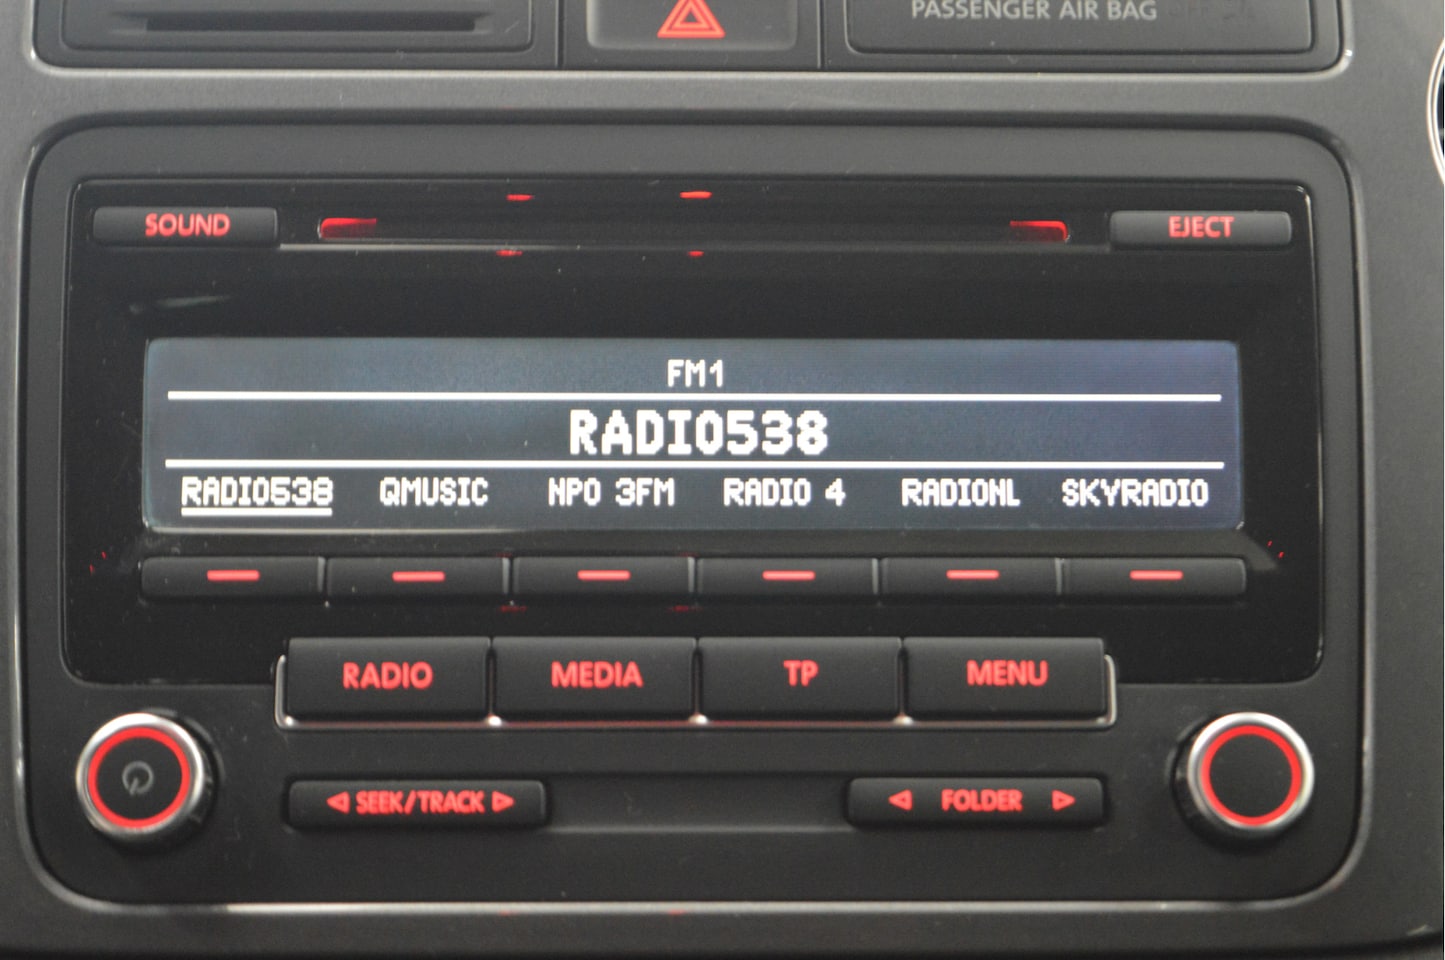 PASSENGER AIR BAG
SOUND
EJECT
FM1
RADIO538
RADIO538 QMUSIC NPO 3FM RADIO 4 RADIONL SKYRADIO
RADIO MEDIA TP MENU
SEEK/TRACK FOLDER